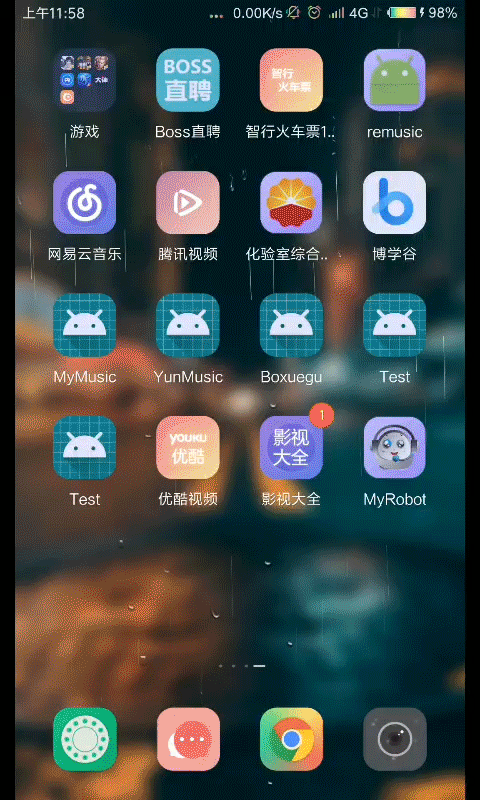 上午11:58
0.00K/s
4G
98%
BOSS
直聘
智行
火车票
大侠
游戏
Boss直聘
智行火车票1..
remusic
网易云音乐
腾讯视频
化验室综合..
博学谷
MyMusic
YunMusic
Boxuegu
Test
YOUKU
优酷
影视
大全
1
Test
优酷视频
影视大全
MyRobot